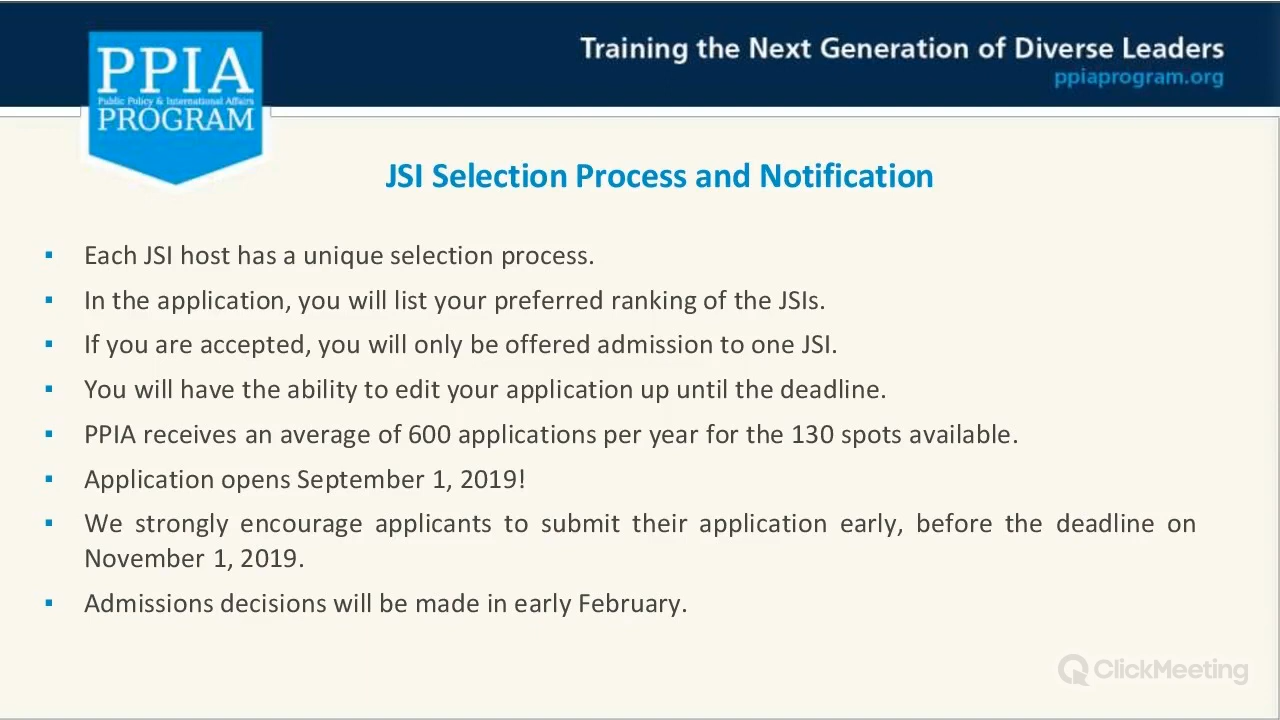 PPIA
Public Policy & International Affairs
PROGRAM
Training the Next Generation of Diverse Leaders
ppiaprogram.org
JSI Selection Process and Notification
▪ Each JSI host has a unique selection process.
▪ In the application, you will list your preferred ranking of the JSIs.
▪ If you are accepted, you will only be offered admission to one JSI.
▪ You will have the ability to edit your application up until the deadline.
▪ PPIA receives an average of 600 applications per year for the 130 spots available.
▪ Application opens September 1, 2019!
▪ We strongly encourage applicants to submit their application early, before the deadline on
November 1, 2019.
▪ Admissions decisions will be made in early February.
ClickMeeting